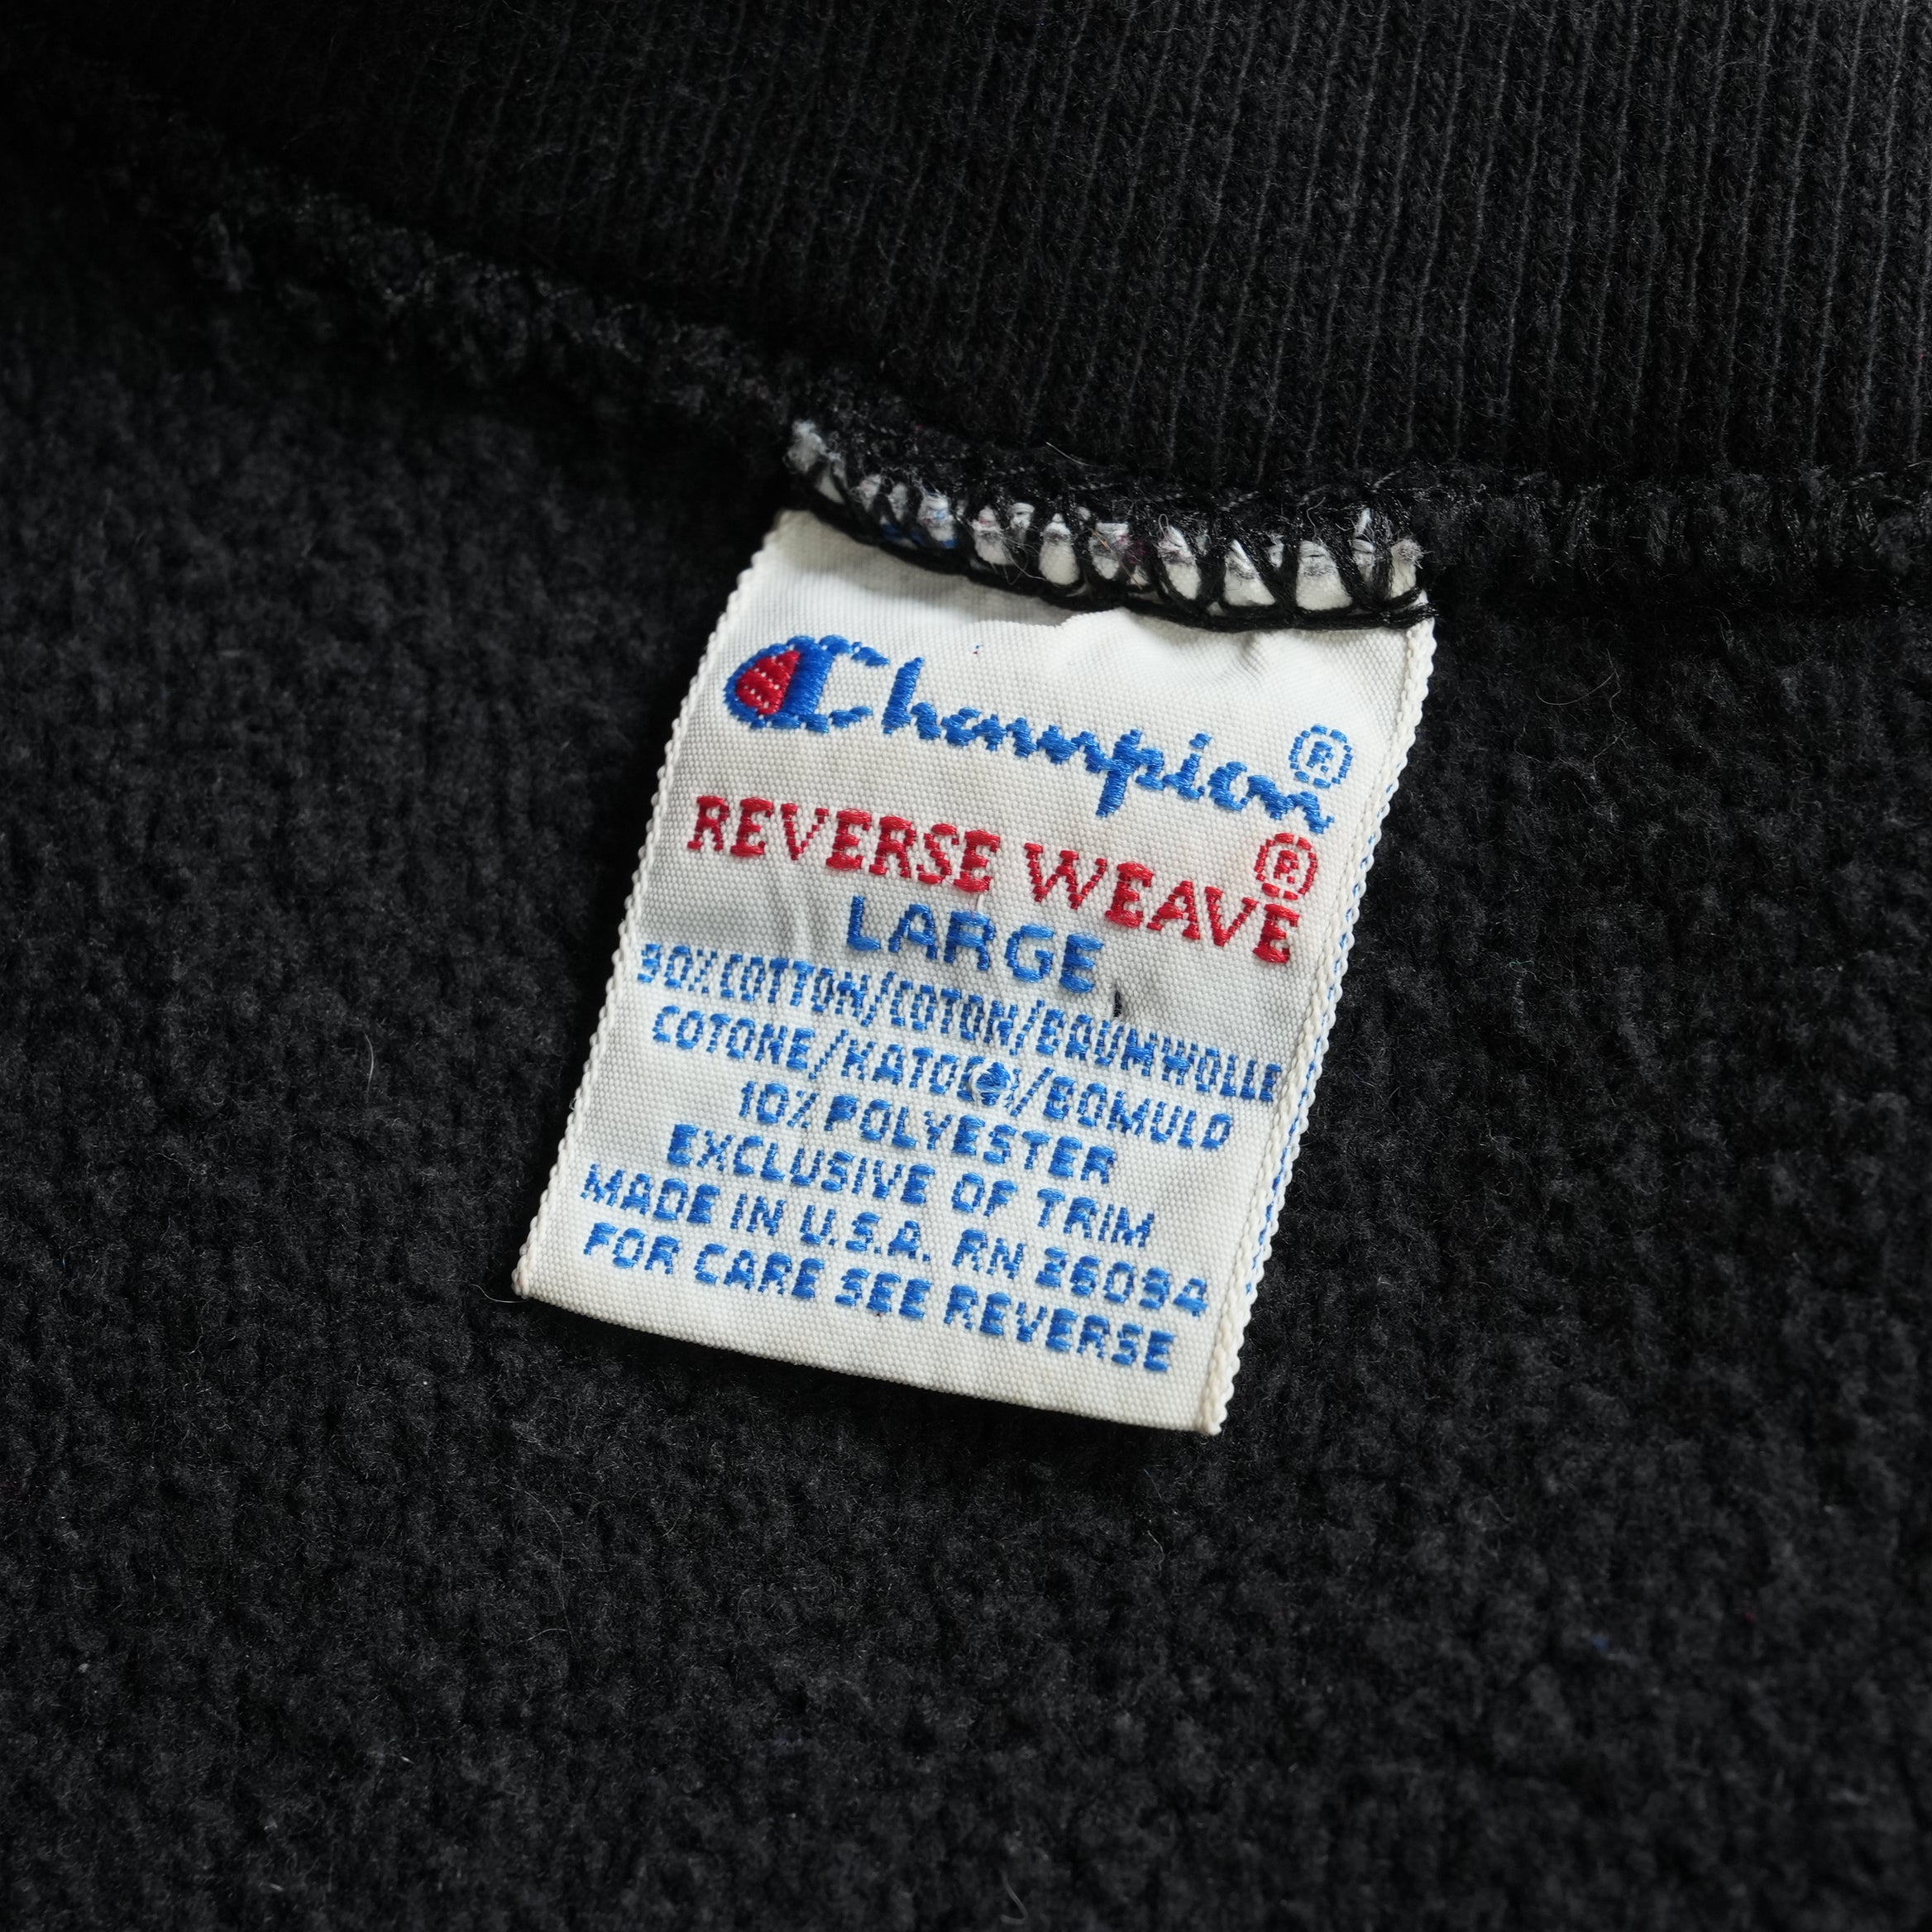 Champion®
REVERSE WEAVE®
LARGE
90% COTTON/COTON/BAUMWOLLE
COTONE/KATOEN/BOMULD
10% POLYESTER
EXCLUSIVE OF TRIM
MADE IN U.S.A. RN 26094
FOR CARE SEE REVERSE